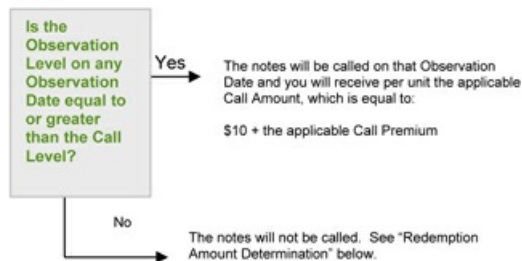 Is the
Observation
Level on any
Observation
Date equal to
or greater
than the Call
Level?
Yes
The notes will be called on that Observation
Date and you will receive per unit the applicable
Call Amount, which is equal to:
$10 + the applicable Call Premium
No
The notes will not be called. See “Redemption
Amount Determination” below.